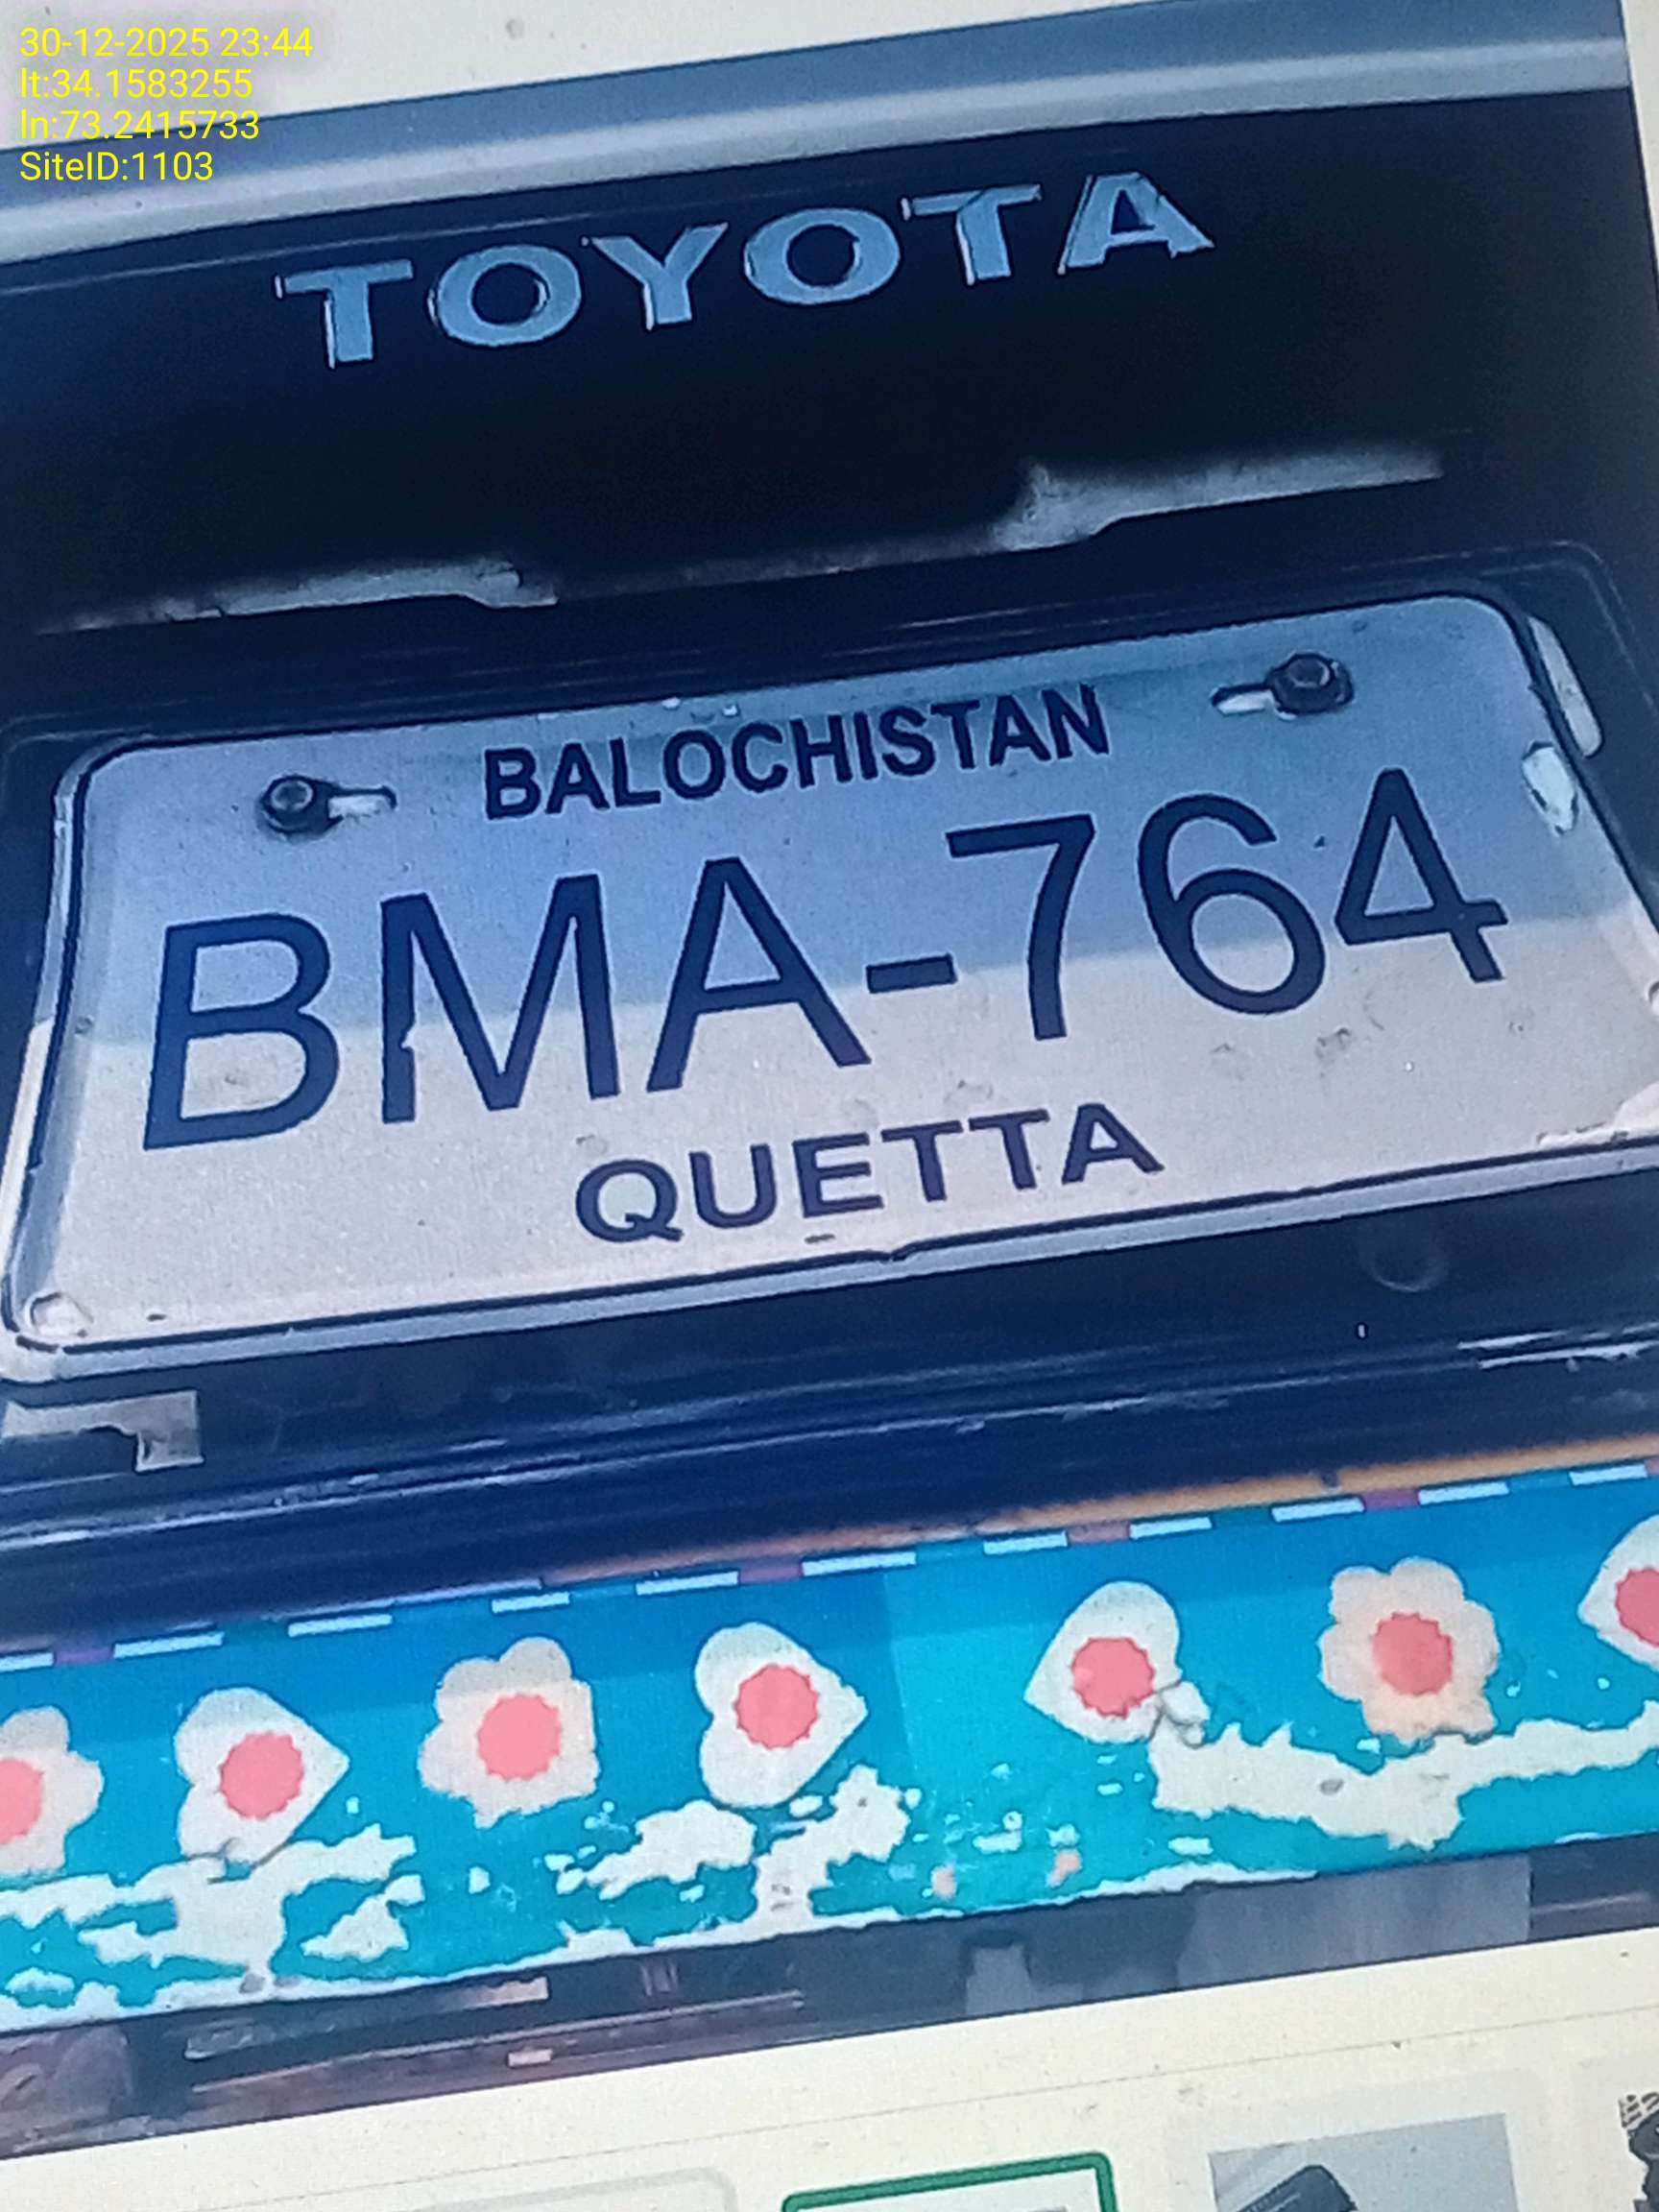 30-12-2025 23:44
lt:34.1583255
ln:73.2415733
SiteID:1103
TOYOTA
BALOCHISTAN
BMA-764
QUETTA